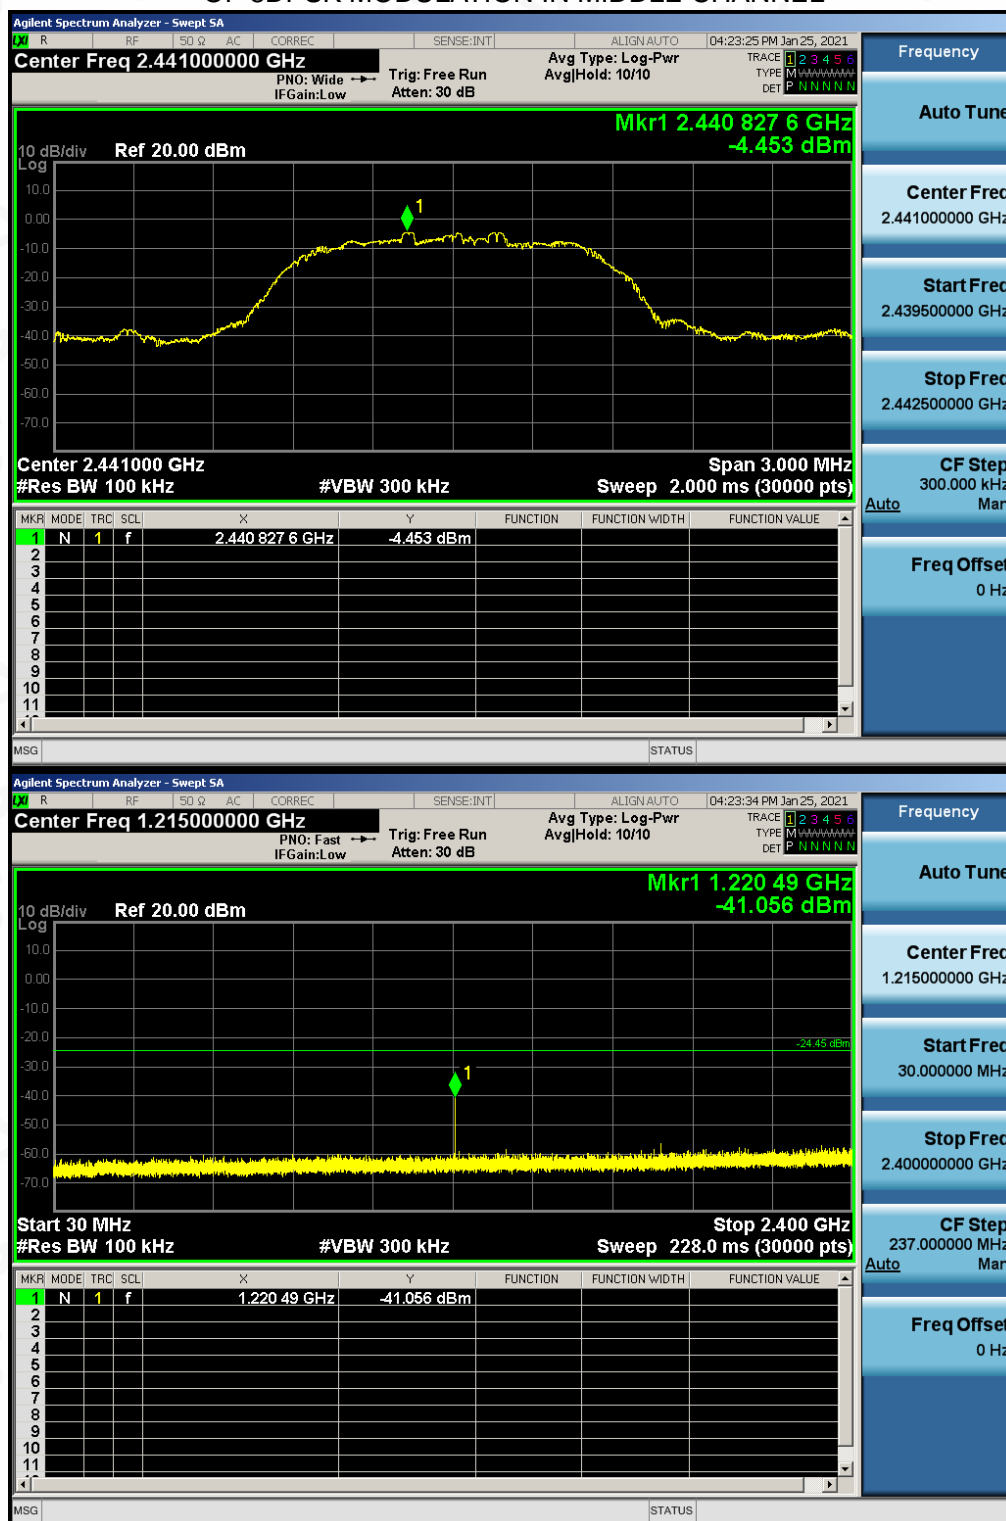 OF 8DPSK MODULATION IN MIDDLE CHANNEL
Agilent Spectrum Analyzer - Swept SA
LXI R RF 50 Ω AC CORREC SENSE:INT ALIGN AUTO 04:23:25 PM Jan 25, 2021
Center Freq 2.441000000 GHz
PNO: Wide
IFGain:Low
Trig: Free Run
Atten: 30 dB
Avg Type: Log-Pwr
Avg|Hold: 10/10
TRACE 1 2 3 4 5 6
TYPE M WWWWW
DET P N N N N N
Mkr1 2.440 827 6 GHz
-4.453 dBm
10 dB/div Ref 20.00 dBm
Log
10.0
0.00
-10.0
-20.0
-30.0
-40.0
-50.0
-60.0
-70.0
1
Center 2.441000 GHz Span 3.000 MHz
#Res BW 100 kHz #VBW 300 kHz Sweep 2.000 ms (30000 pts)
MKR MODE TRC SCL X Y FUNCTION FUNCTION WIDTH FUNCTION VALUE
1 N 1 f 2.440 827 6 GHz -4.453 dBm
2
3
4
5
6
7
8
9
10
11
MSG STATUS
Frequency
Auto Tune
Center Freq
2.441000000 GHz
Start Freq
2.439500000 GHz
Stop Freq
2.442500000 GHz
CF Step
300.000 kHz
Auto Man
Freq Offset
0 Hz
Agilent Spectrum Analyzer - Swept SA
LXI R RF 50 Ω AC CORREC SENSE:INT ALIGN AUTO 04:23:34 PM Jan 25, 2021
Center Freq 1.215000000 GHz
PNO: Fast
IFGain:Low
Trig: Free Run
Atten: 30 dB
Avg Type: Log-Pwr
Avg|Hold: 10/10
TRACE 1 2 3 4 5 6
TYPE M WWWWW
DET P N N N N N
Mkr1 1.220 49 GHz
-41.056 dBm
10 dB/div Ref 20.00 dBm
Log
10.0
0.00
-10.0
-20.0
-30.0
-40.0
-50.0
-60.0
-70.0
-24.45 dBm
1
Start 30 MHz Stop 2.400 GHz
#Res BW 100 kHz #VBW 300 kHz Sweep 228.0 ms (30000 pts)
MKR MODE TRC SCL X Y FUNCTION FUNCTION WIDTH FUNCTION VALUE
1 N 1 f 1.220 49 GHz -41.056 dBm
2
3
4
5
6
7
8
9
10
11
MSG STATUS
Frequency
Auto Tune
Center Freq
1.215000000 GHz
Start Freq
30.000000 MHz
Stop Freq
2.400000000 GHz
CF Step
237.000000 MHz
Auto Man
Freq Offset
0 Hz